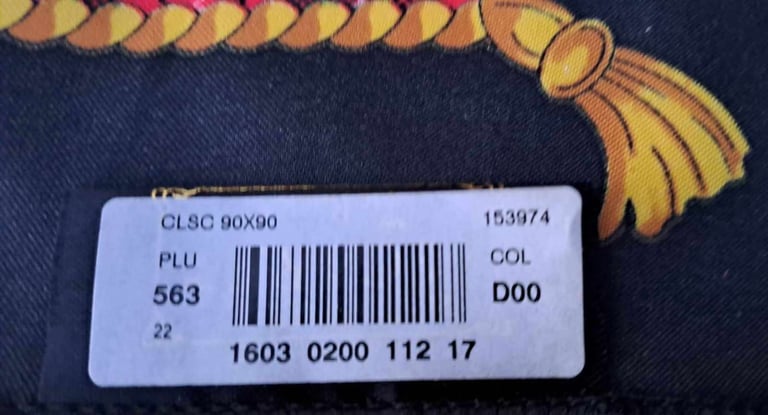 CLSC 90X90 153974
PLU COL
563 D00
22
1603 0200 112 17